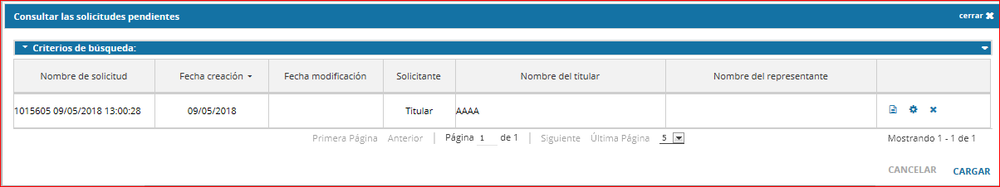 Consultar las solicitudes pendientes cerrar
Criterios de búsqueda:
Nombre de solicitud Fecha creación Fecha modificación Solicitante Nombre del titular Nombre del representante
1015605 09/05/2018 13:00:28 09/05/2018 Titular AAAA
Primera Página Anterior Página 1 de 1 Siguiente Última Página 5 Mostrando 1 - 1 de 1
CANCELAR CARGAR